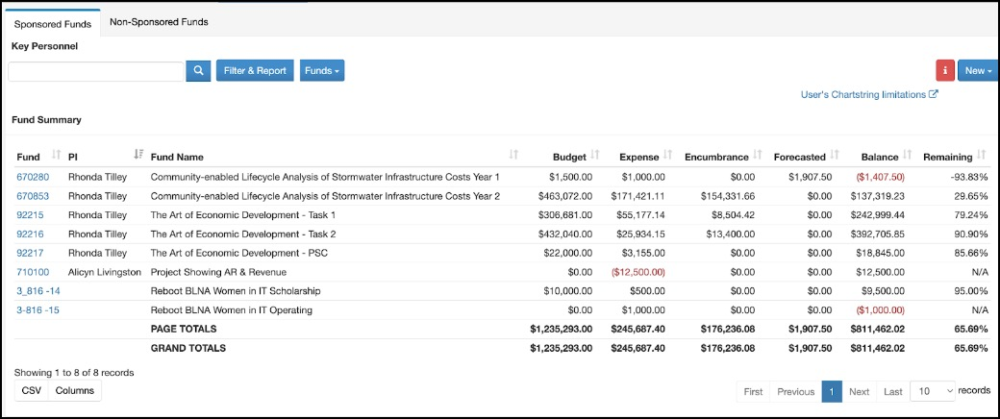 Sponsored Funds Non-Sponsored Funds
Key Personnel
Filter & Report Funds i New
User's Chartstring limitations
Fund Summary
Fund PI Fund Name Budget Expense Encumbrance Forecasted Balance Remaining
670280 Rhonda Tilley Community-enabled Lifecycle Analysis of Stormwater Infrastructure Costs Year 1 $1,500.00 $1,000.00 $0.00 $1,907.50 ($1,407.50) -93.83%
670853 Rhonda Tilley Community-enabled Lifecycle Analysis of Stormwater Infrastructure Costs Year 2 $463,072.00 $171,421.11 $154,331.66 $0.00 $137,319.23 29.65%
92215 Rhonda Tilley The Art of Economic Development - Task 1 $306,681.00 $55,177.14 $8,504.42 $0.00 $242,999.44 79.24%
92216 Rhonda Tilley The Art of Economic Development - Task 2 $432,040.00 $25,934.15 $13,400.00 $0.00 $392,705.85 90.90%
92217 Rhonda Tilley The Art of Economic Development - PSC $22,000.00 $3,155.00 $0.00 $0.00 $18,845.00 85.66%
710100 Alicyn Livingston Project Showing AR & Revenue $0.00 ($12,500.00) $0.00 $0.00 $12,500.00 N/A
3_816 -14 Reboot BLNA Women in IT Scholarship $10,000.00 $500.00 $0.00 $0.00 $9,500.00 95.00%
3-816 -15 Reboot BLNA Women in IT Operating $0.00 $1,000.00 $0.00 $0.00 ($1,000.00) N/A
PAGE TOTALS $1,235,293.00 $245,687.40 $176,236.08 $1,907.50 $811,462.02 65.69%
GRAND TOTALS $1,235,293.00 $245,687.40 $176,236.08 $1,907.50 $811,462.02 65.69%
Showing 1 to 8 of 8 records
CSV Columns First Previous 1 Next Last 10 records